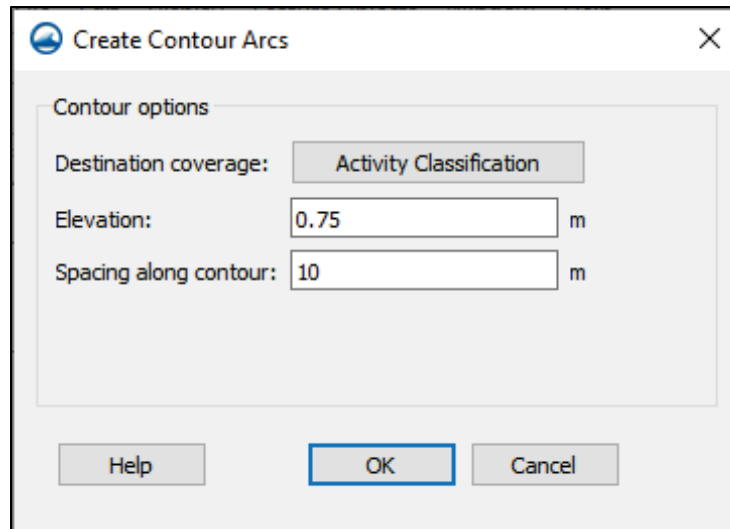 Create Contour Arcs
Contour options
Destination coverage: Activity Classification
Elevation: 0.75 m
Spacing along contour: 10 m
Help OK Cancel